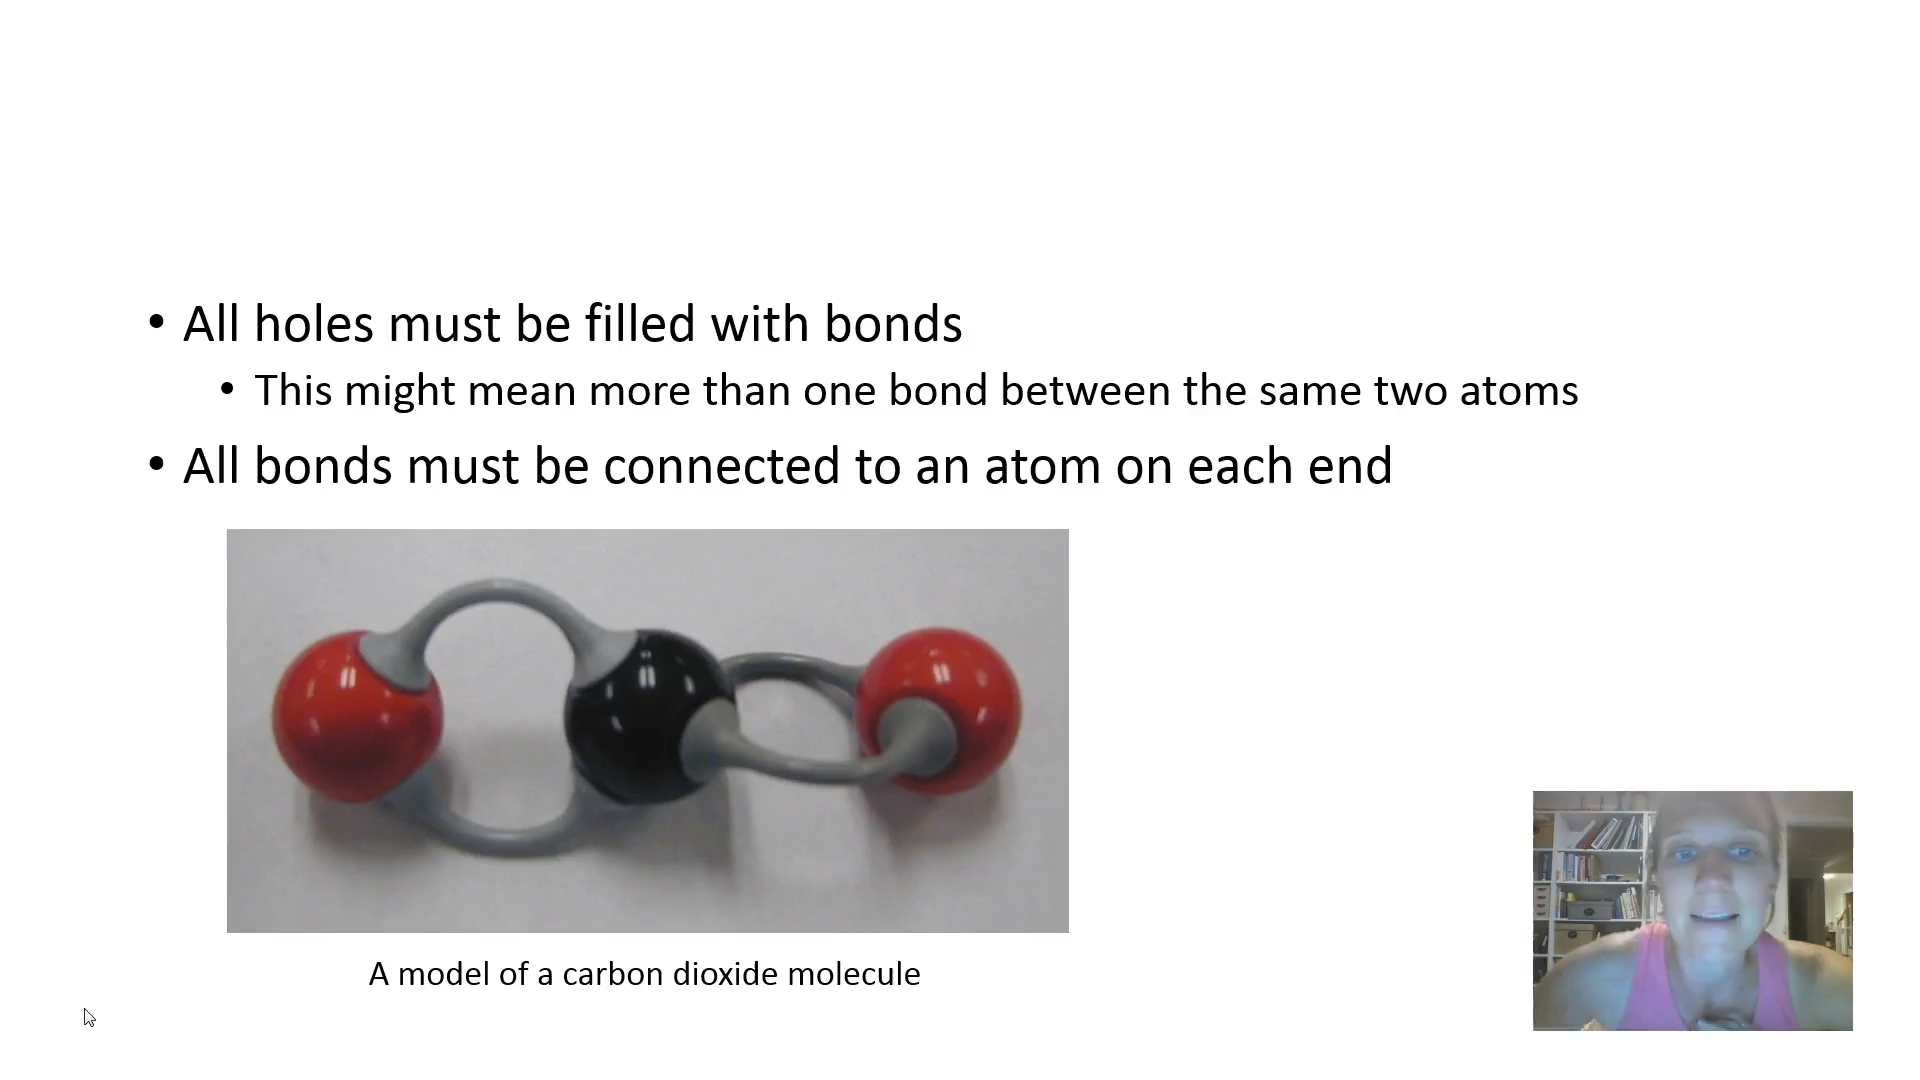 • All holes must be filled with bonds
• This might mean more than one bond between the same two atoms
• All bonds must be connected to an atom on each end
A model of a carbon dioxide molecule